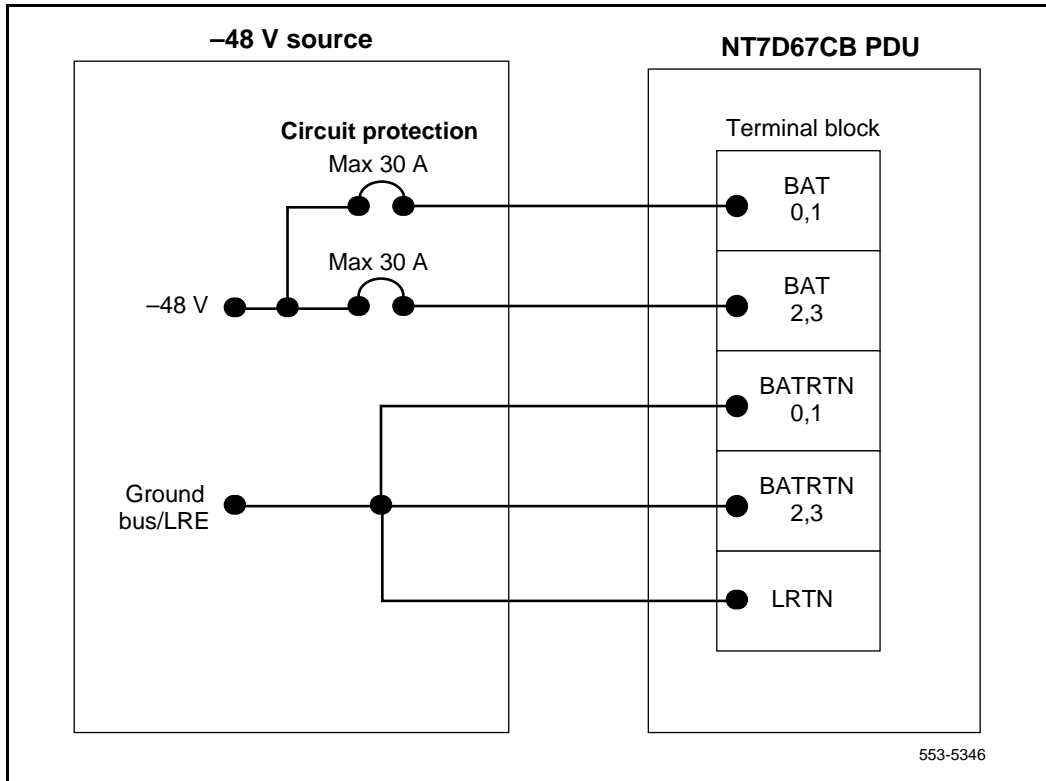 –48 V source
NT7D67CB PDU
Circuit protection
Max 30 A
Terminal block
BAT
0,1
Max 30 A
–48 V
BAT
2,3
BATRTN
0,1
Ground
bus/LRE
BATRTN
2,3
LRTN
553-5346